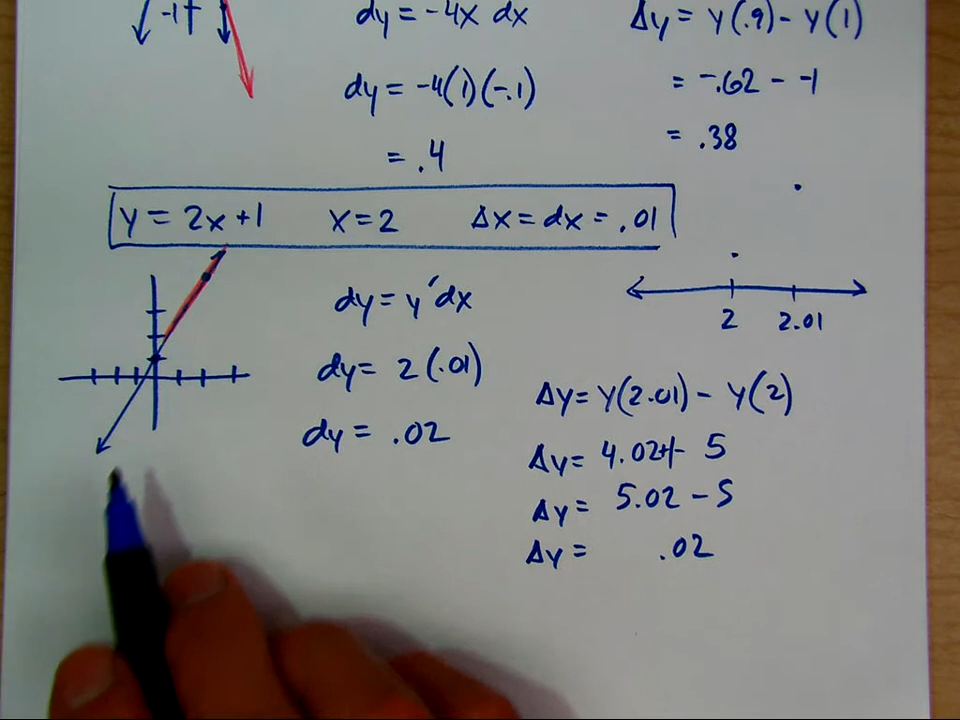 -1
dy = -4x dx
Δy = y(.9) - y(1)
dy = -4(1)(-.1)
= -.62 - -1
= .4
= .38
y = 2x+1 x=2 Δx = dx = .01
dy = y'dx
2 2.01
dy = 2(.01)
Δy = y(2.01) - y(2)
dy = .02
Δy = 4.02+1 - 5
Δy = 5.02 - 5
Δy = .02